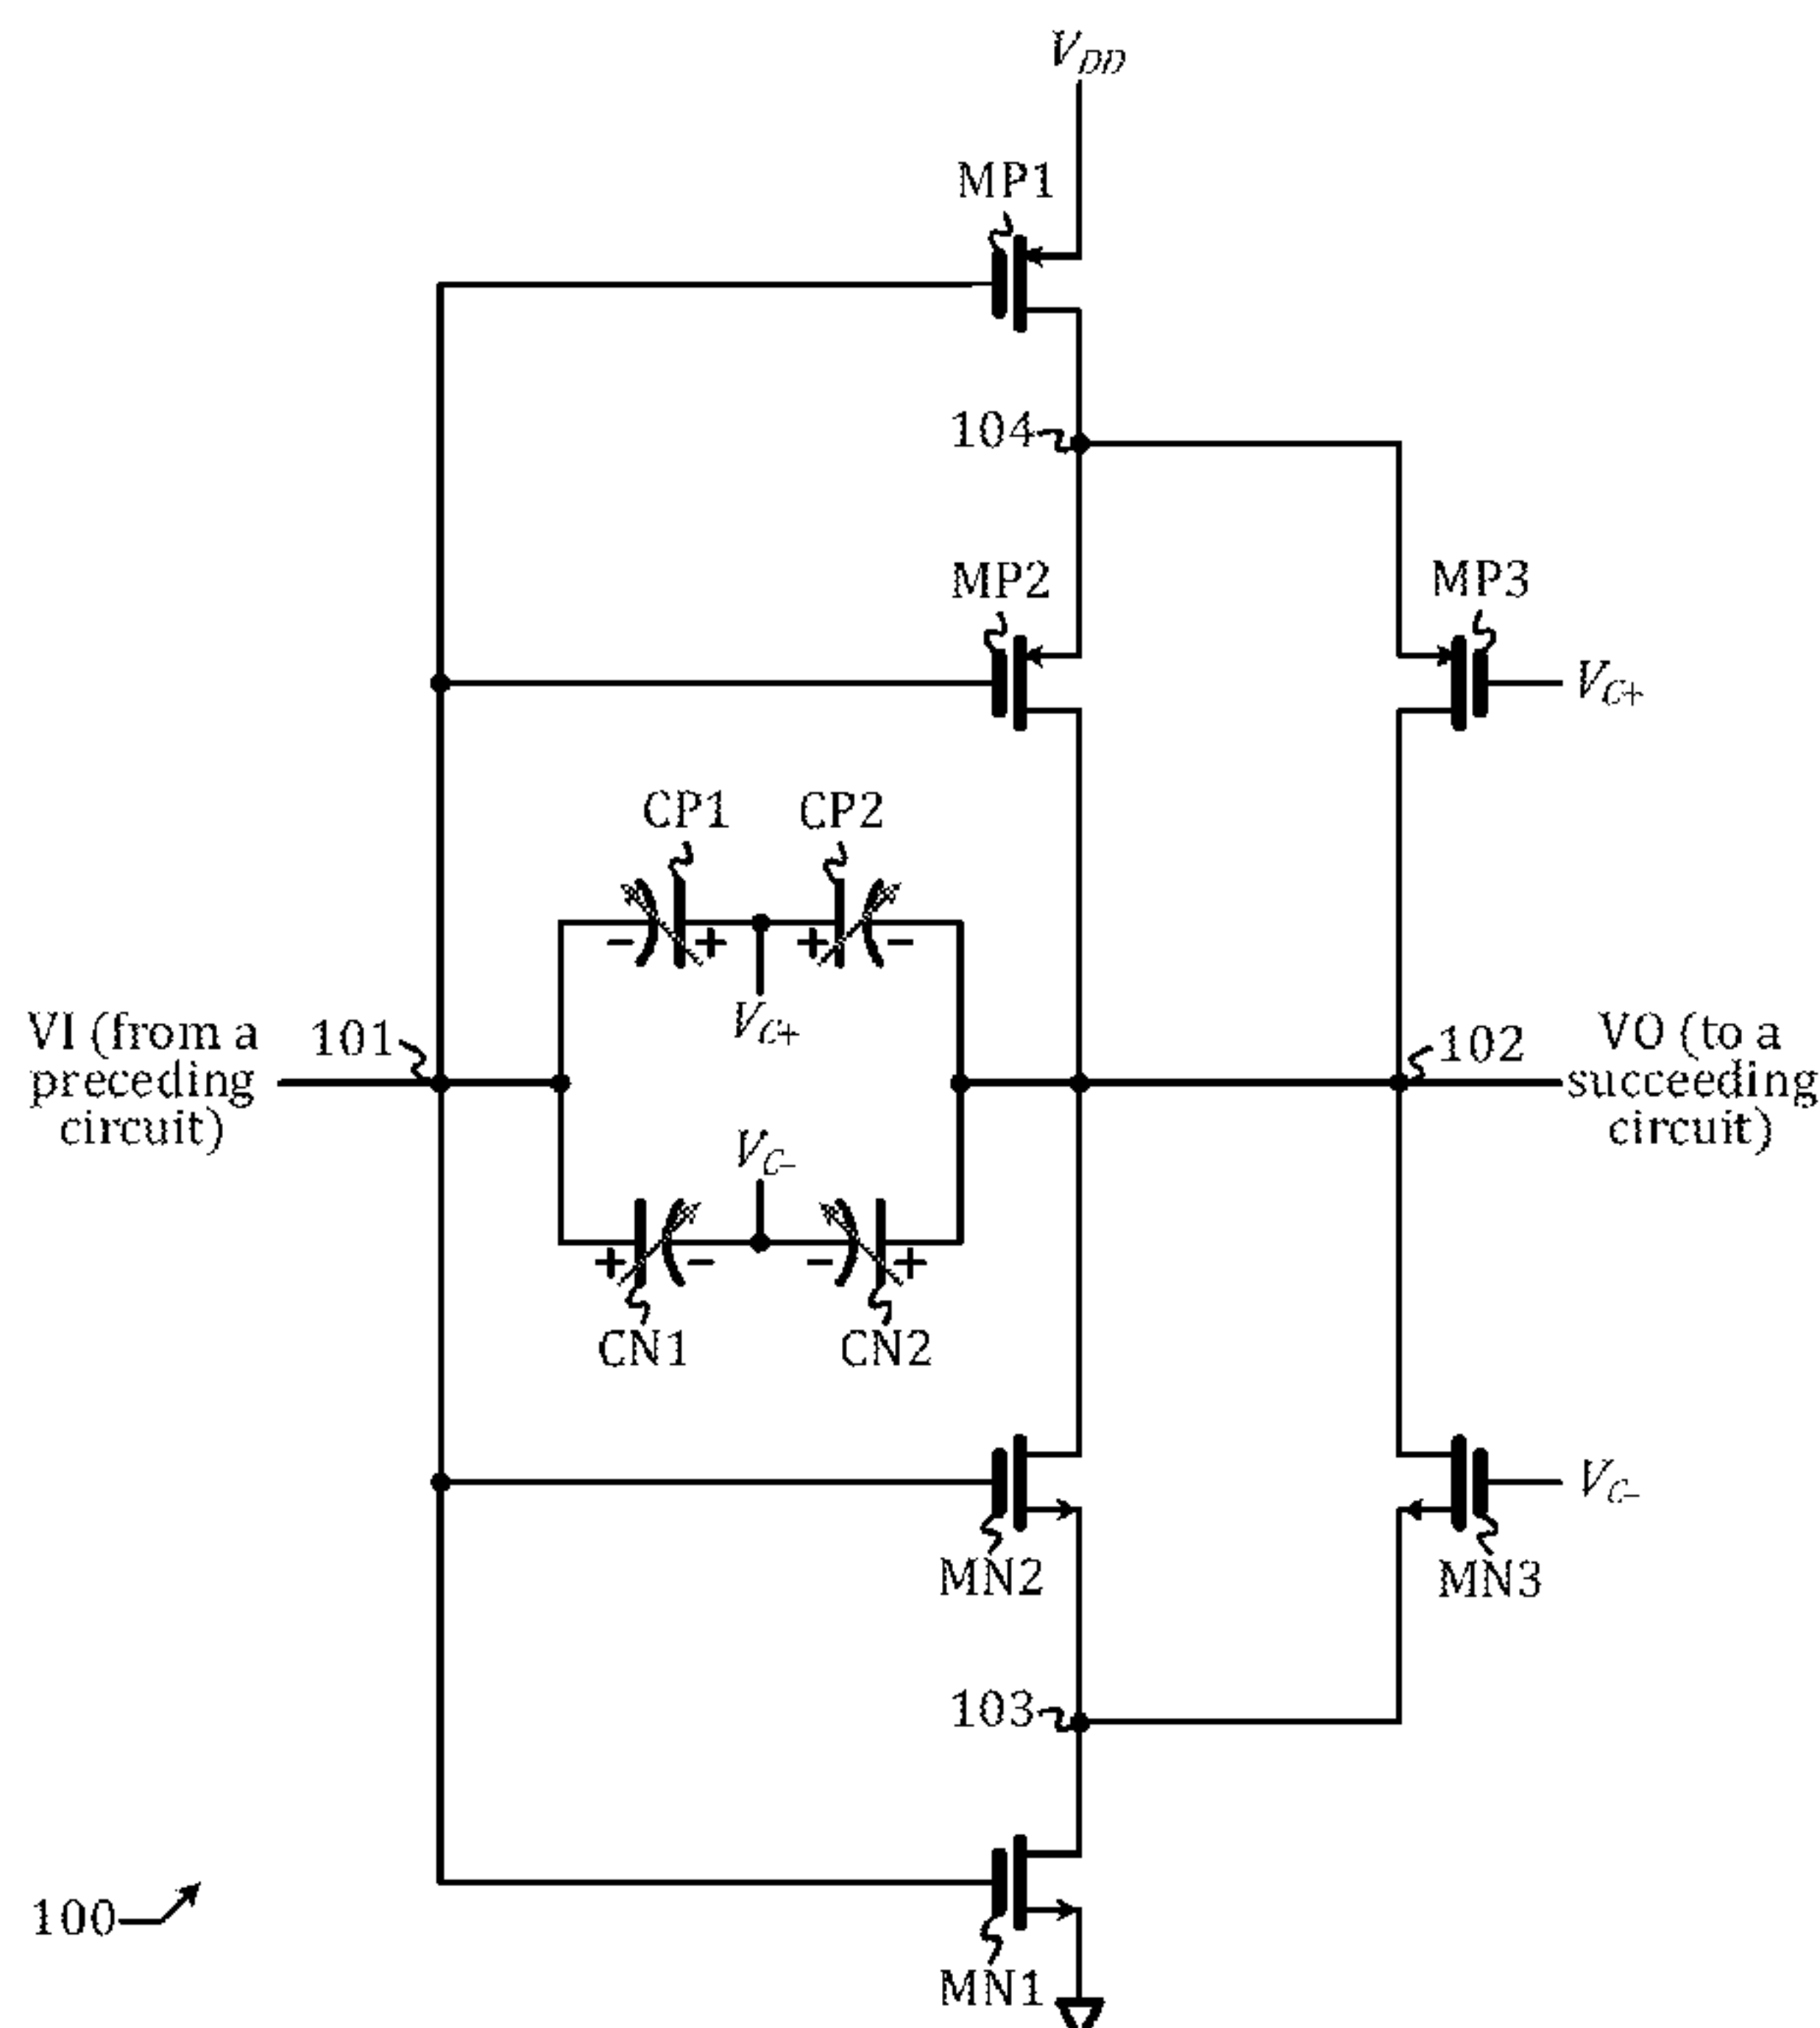 VDD
MP1
104
MP2
MP3
VC+
CP1
CP2
- +
+ -
VC+
VI (from a
preceding
circuit)
101
102
VO (to a
succeeding
circuit)
VC-
+ -
- +
CN1
CN2
VC-
MN2
MN3
103
100
MN1